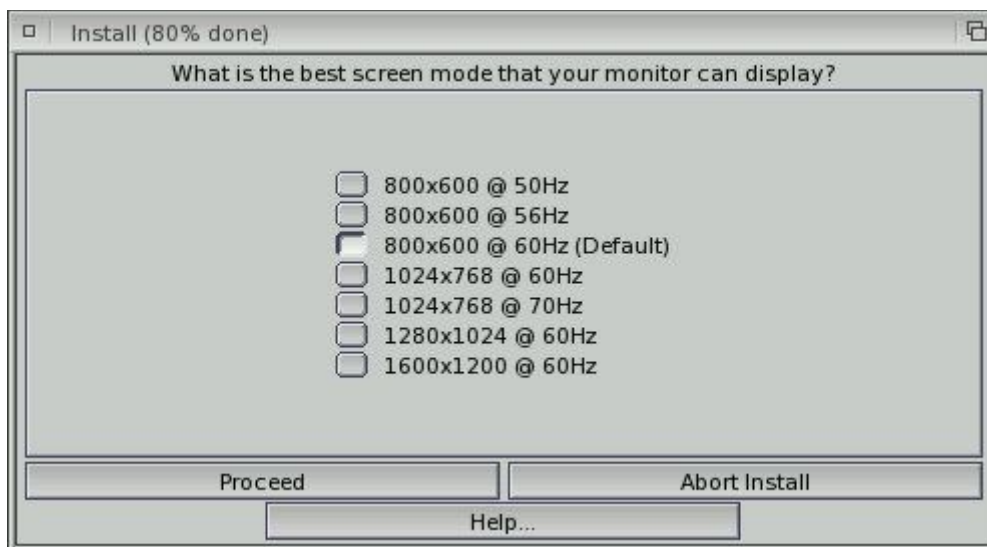 Install (80% done)
What is the best screen mode that your monitor can display?
800x600 @ 50Hz
800x600 @ 56Hz
800x600 @ 60Hz (Default)
1024x768 @ 60Hz
1024x768 @ 70Hz
1280x1024 @ 60Hz
1600x1200 @ 60Hz
Proceed
Abort Install
Help...